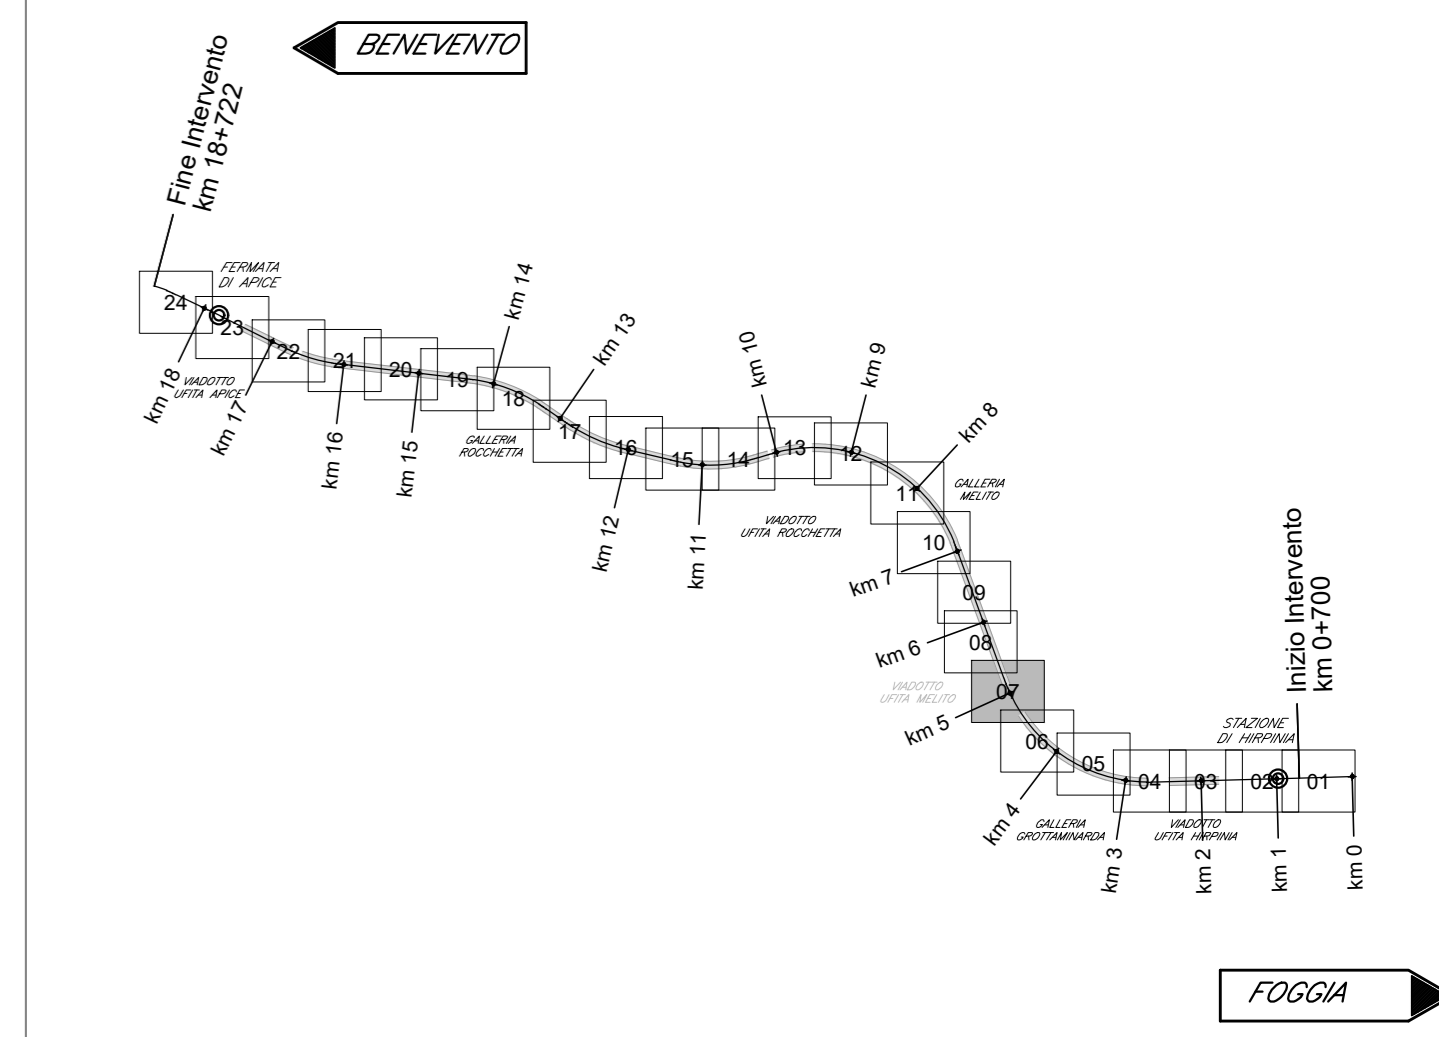 BENEVENTO
Fine Intervento
km 18+722
FERMATA
DI APICE
24
23
22
21
20
19
18
17
16
15
14
13
12
11
10
09
08
07
06
05
04
03
02
01
km 18
VIADOTTO
UFITA APICE
km 17
km 16
km 15
km 14
GALLERIA
ROCCHETTA
km 13
km 12
km 11
km 10
VIADOTTO
UFITA ROCCHETTA
km 9
km 8
GALLERIA
MELITO
km 7
km 6
VIADOTTO
UFITA MELITO
km 5
km 4
GALLERIA
GROTTAMINARDA
km 3
VIADOTTO
UFITA HIRPINIA
km 2
STAZIONE
DI HIRPINIA
km 1
Inizio Intervento
km 0+700
km 0
FOGGIA